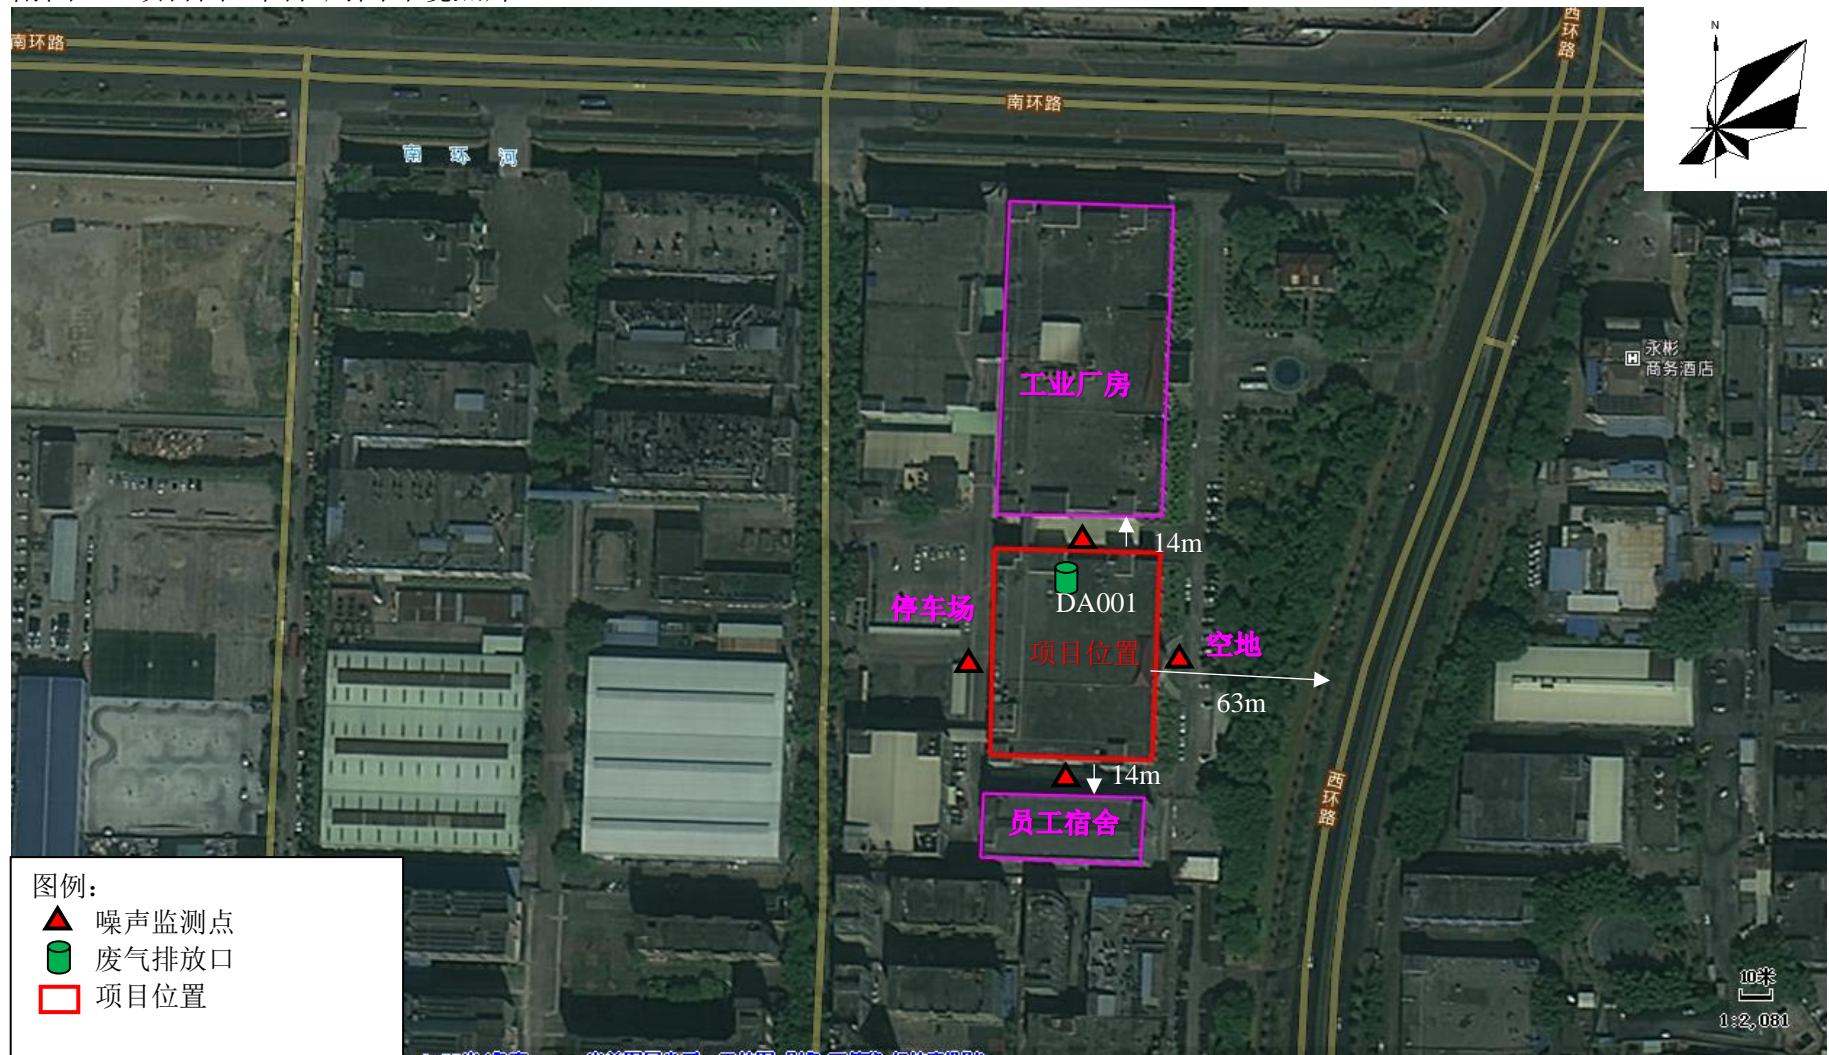 南环路
西环路
N
南环路
南环河
永彬
商务酒店
工业厂房
14m
DA001
停车场
项目位置
空地
63m
14m
西环路
员工宿舍
图例：
噪声监测点
废气排放口
项目位置
10米
1:2,081